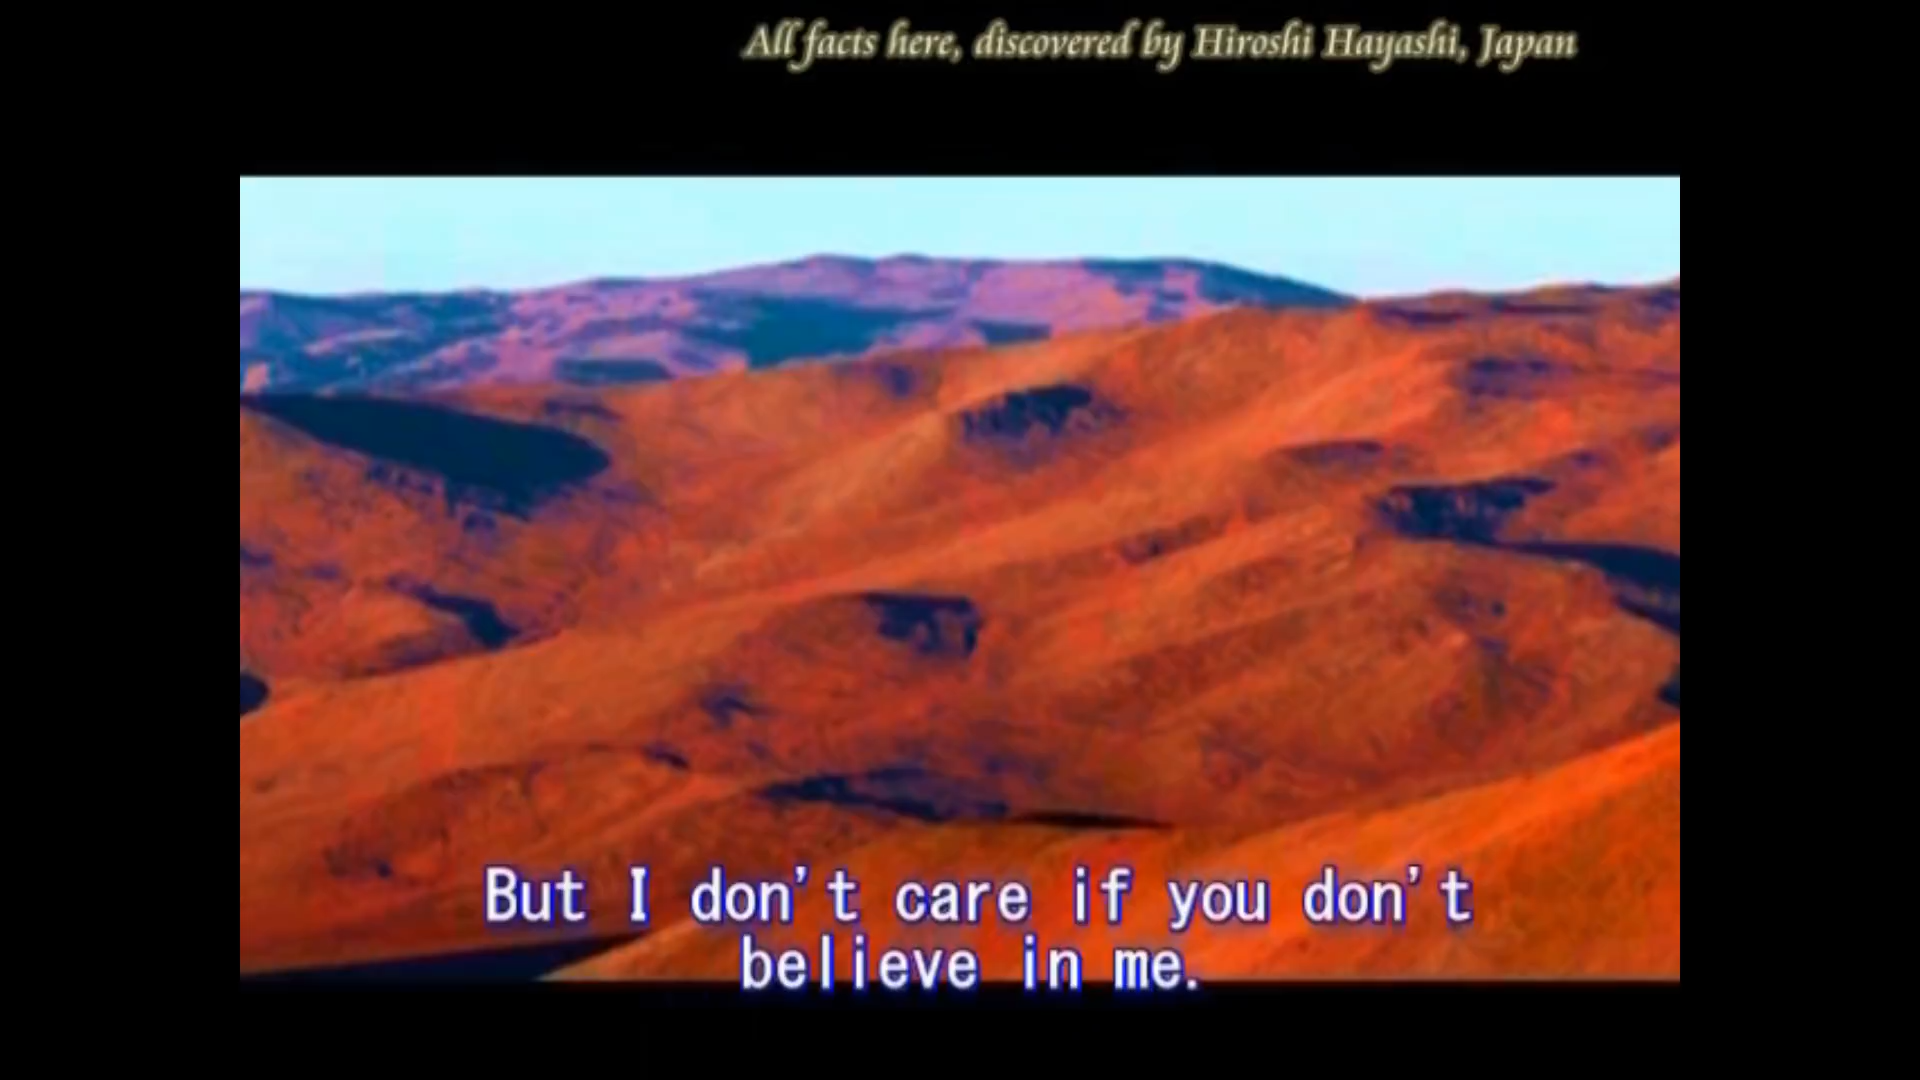 All facts here, discovered by Hiroshi Hayashi, Japan
But I don't care if you don't
believe in me.